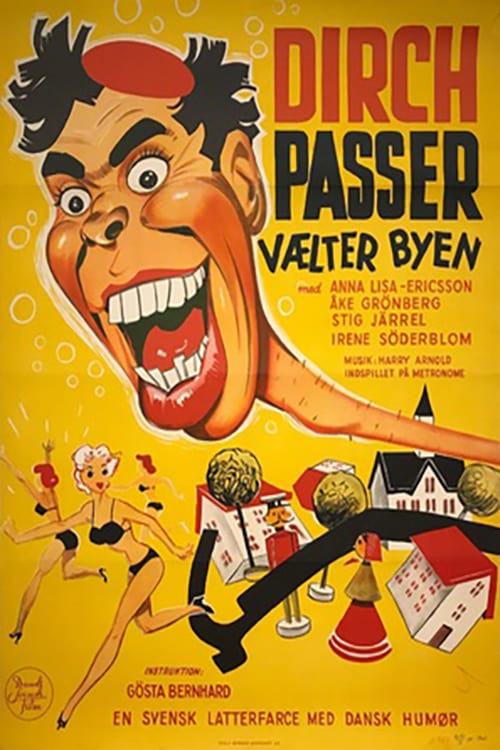 DIRCH
PASSER
VÆLTER BYEN
med ANNA LISA-ERICSSON
ÅKE GRÖNBERG
STIG JÄRREL
IRENE SÖDERBLOM
MUSIK: HARRY ARNOLD
INDSPILLET PÅ METRONOME
INSTRUKTION:
GÖSTA BERNHARD
EN SVENSK LATTERFARCE MED DANSK HUMØR